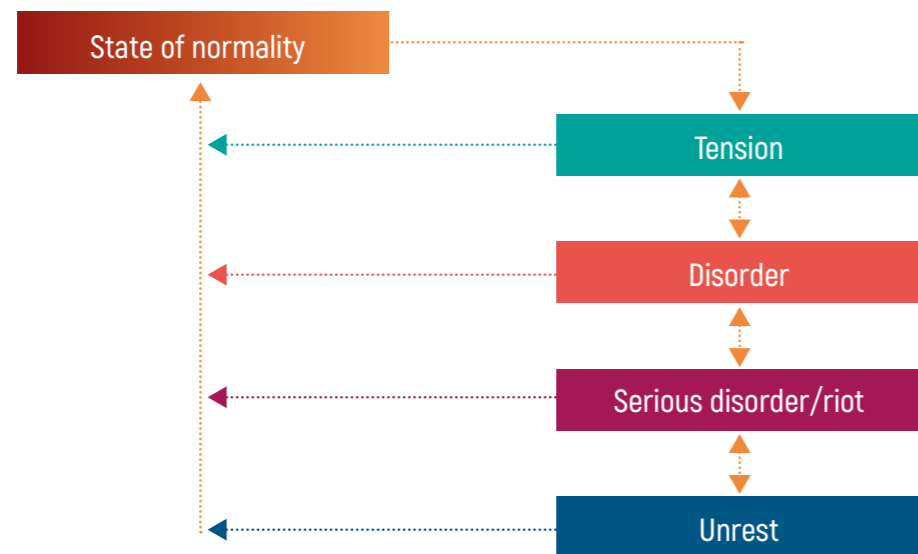 State of normality
Tension
Disorder
Serious disorder/riot
Unrest